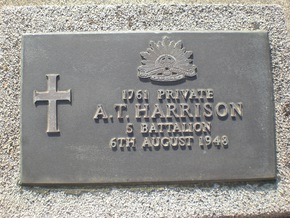 1761 PRIVATE
A.T. HARRISON
5 BATTALION
6TH AUGUST 1948